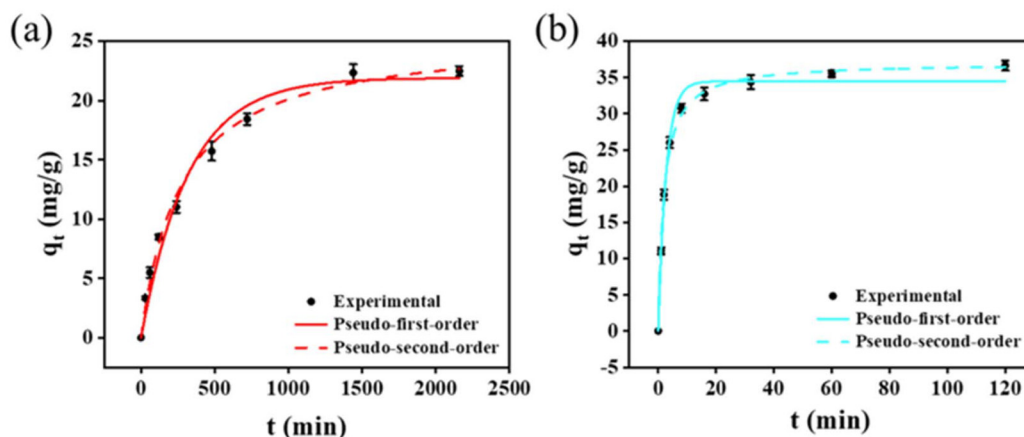 (a)
25
20
15
10
5
0
qt (mg/g)
Experimental
Pseudo-first-order
Pseudo-second-order
0 500 1000 1500 2000 2500
t (min)
(b)
40
35
30
25
20
15
10
5
0
-5
qt (mg/g)
Experimental
Pseudo-first-order
Pseudo-second-order
0 20 40 60 80 100 120
t (min)